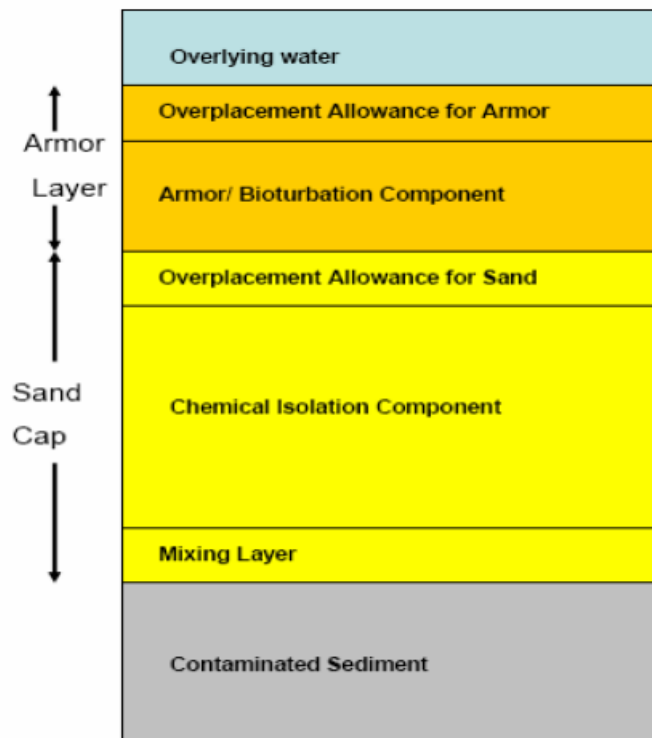 Overlying water
Overplacement Allowance for Armor
Armor
Layer
Armor/ Bioturbation Component
Overplacement Allowance for Sand
Sand
Cap
Chemical Isolation Component
Mixing Layer
Contaminated Sediment